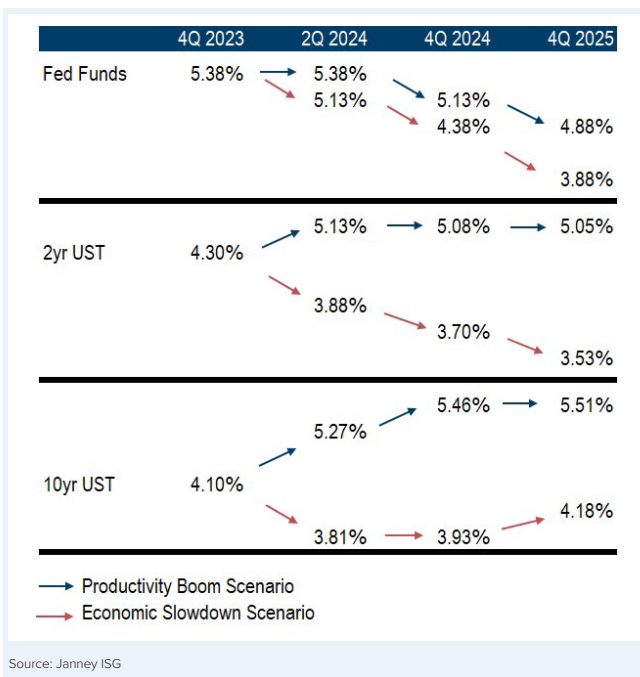 4Q 2023 2Q 2024 4Q 2024 4Q 2025
Fed Funds 5.38% 5.38%
5.13% 5.13%
4.38% 4.88%
3.88%
5.13% 5.08% 5.05%
2yr UST 4.30%
3.88%
3.70%
3.53%
5.46% 5.51%
5.27%
10yr UST 4.10%
4.18%
3.81% 3.93%
Productivity Boom Scenario
Economic Slowdown Scenario
Source: Janney ISG